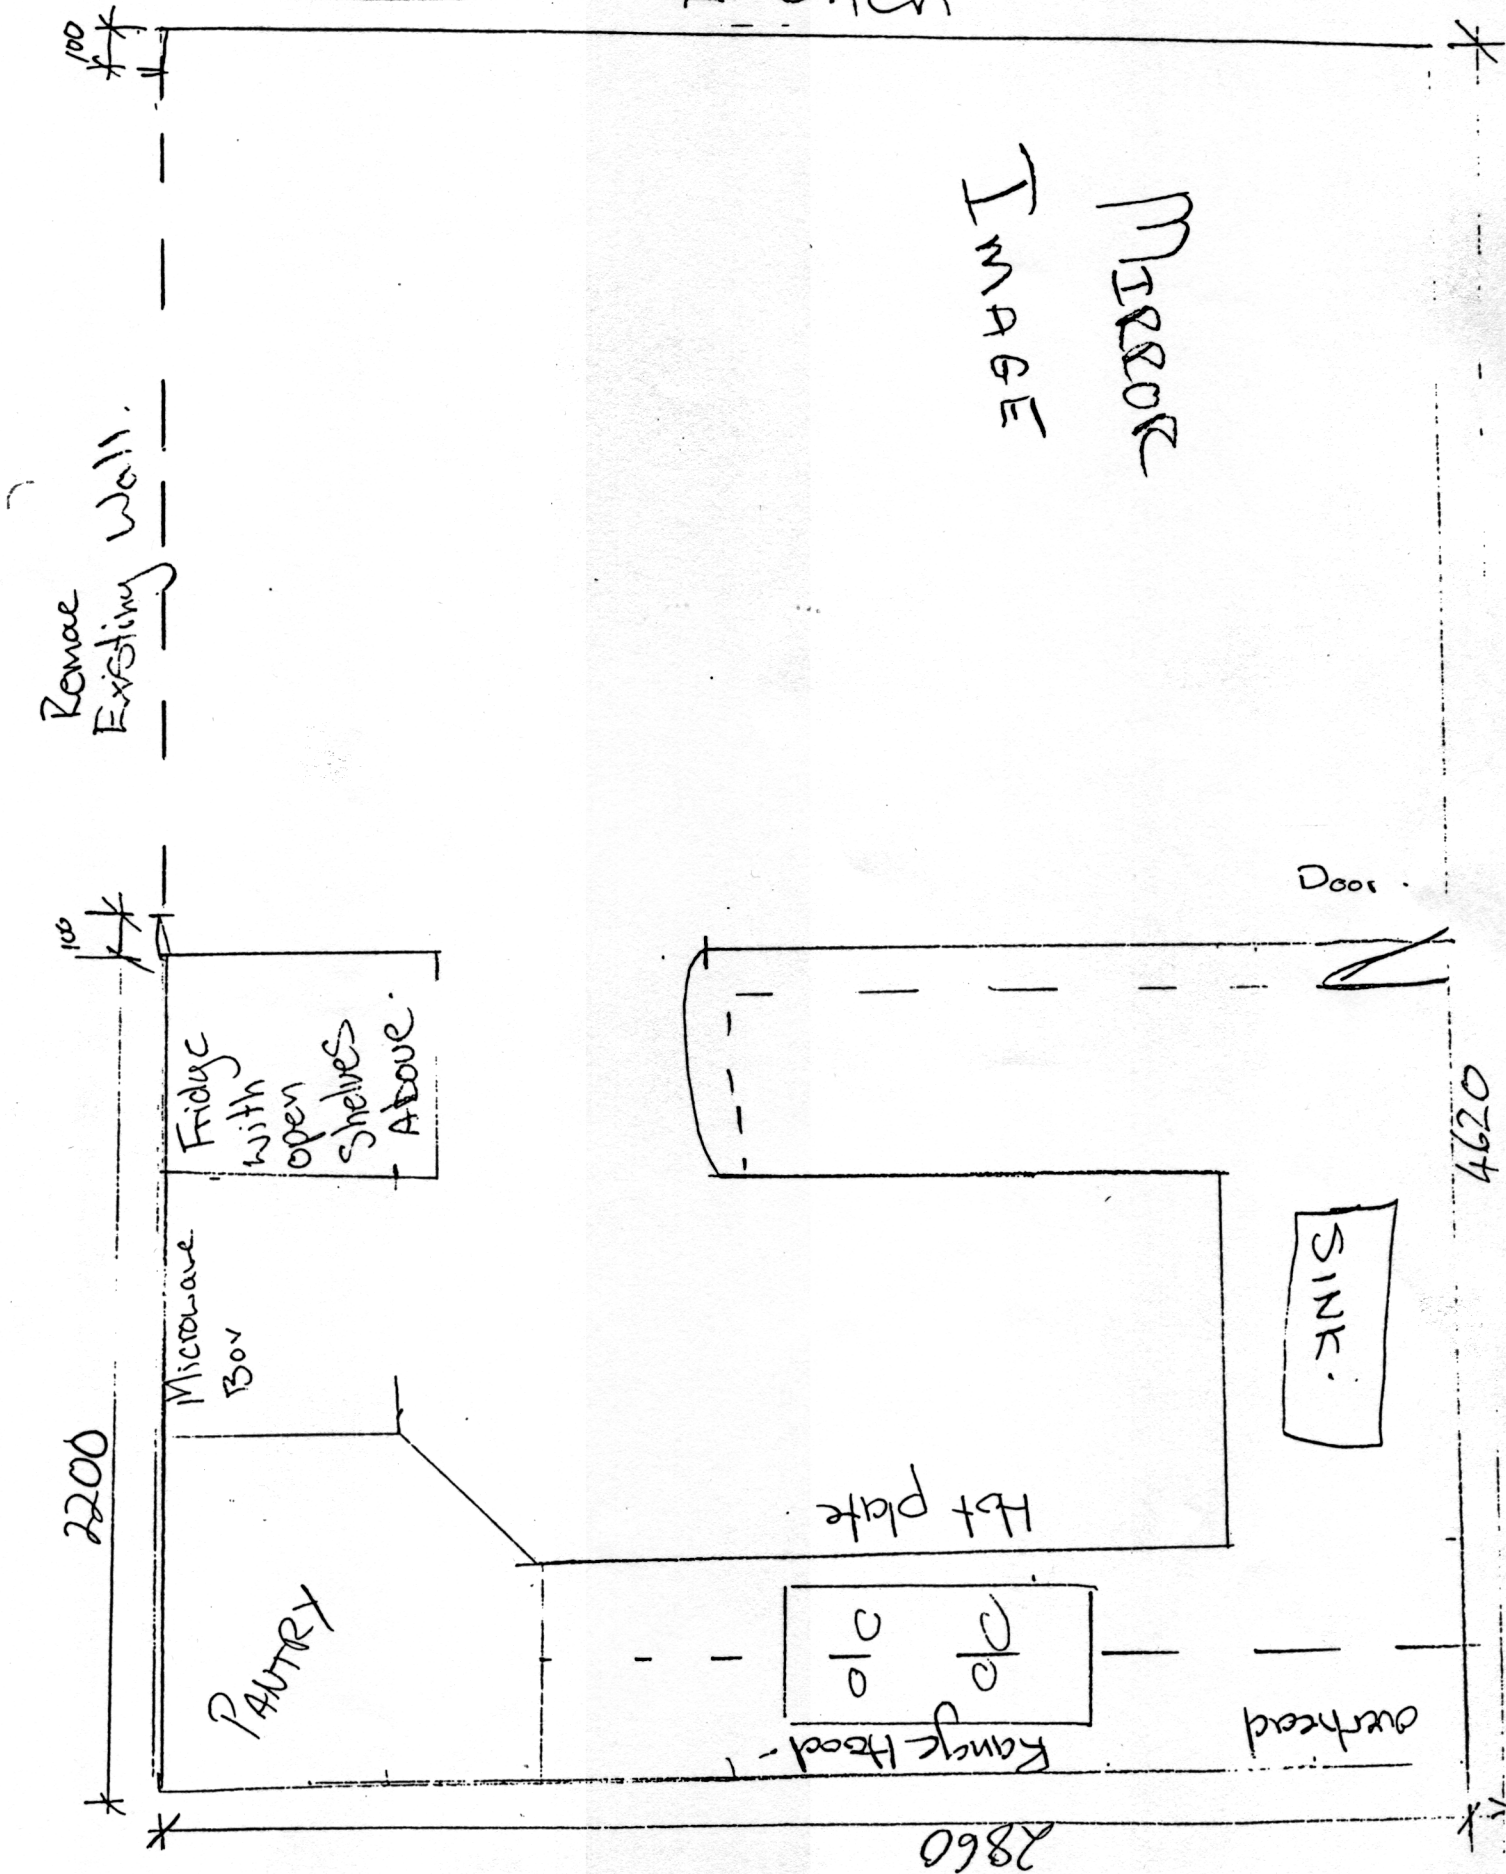 100
MIRROR
IMAGE
Remove
Existing Wall.
Door.
100
Fridge
with
open
Shelves
Above.
4620
Microwave
Box
SINK.
2200
Hot plate
PANTRY
Range Hood
overhead
2860